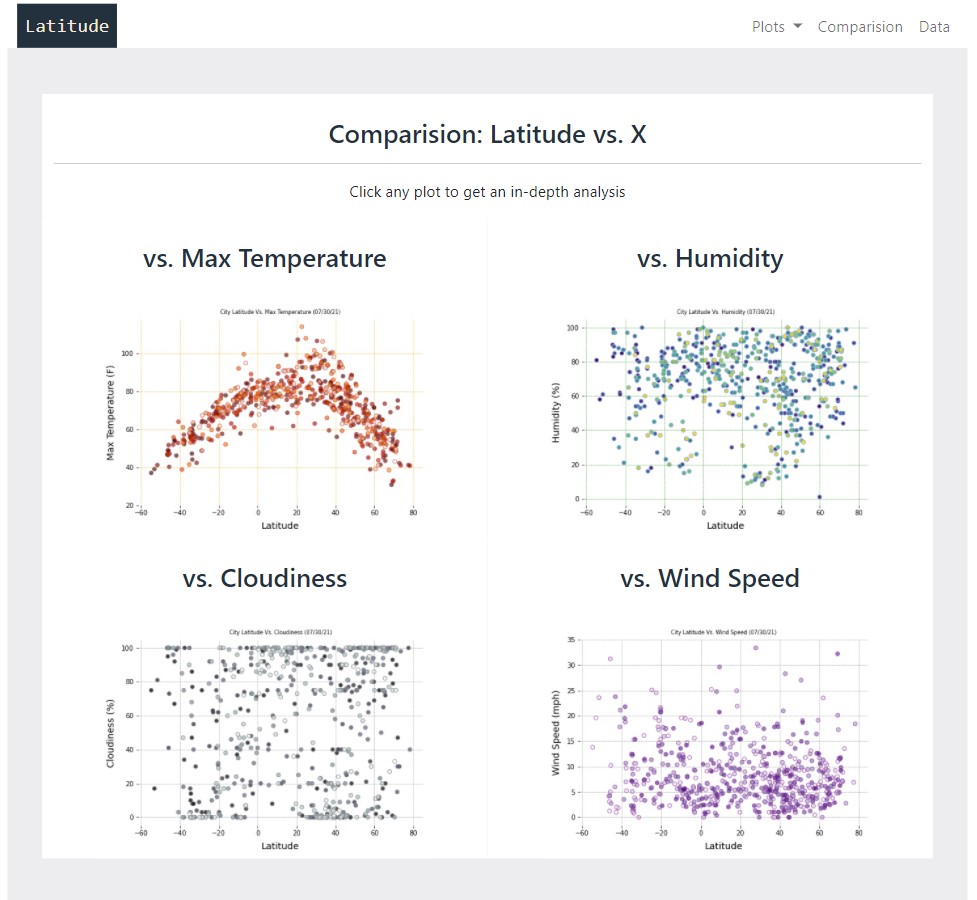 Latitude
Plots
Comparision
Data
Comparision: Latitude vs. X
Click any plot to get an in-depth analysis
vs. Max Temperature
City Latitude Vs. Max Temperature (07/30/21)
Max Temperature (F)
100
80
60
40
20
−60 −40 −20 0 20 40 60 80
Latitude
vs. Humidity
City Latitude Vs. Humidity (07/30/21)
Humidity (%)
100
80
60
40
20
0
−60 −40 −20 0 20 40 60 80
Latitude
vs. Cloudiness
City Latitude Vs. Cloudiness (07/30/21)
Cloudiness (%)
100
80
60
40
20
0
−60 −40 −20 0 20 40 60 80
Latitude
vs. Wind Speed
City Latitude Vs. Wind Speed (07/30/21)
Wind Speed (mph)
35
30
25
20
15
10
5
0
−60 −40 −20 0 20 40 60 80
Latitude